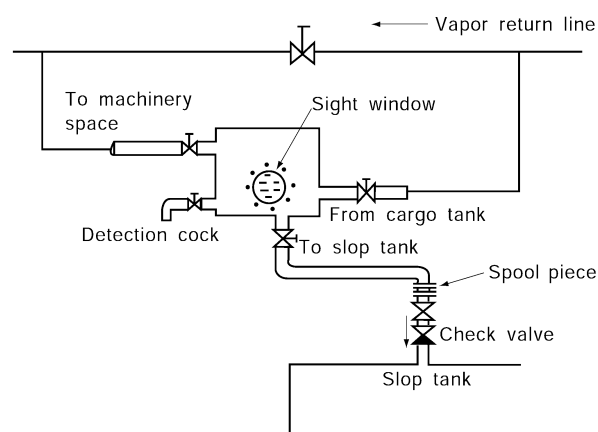 Vapor return line
To machinery
space
Sight window
From cargo tank
Detection cock
To slop tank
Spool piece
Check valve
Slop tank